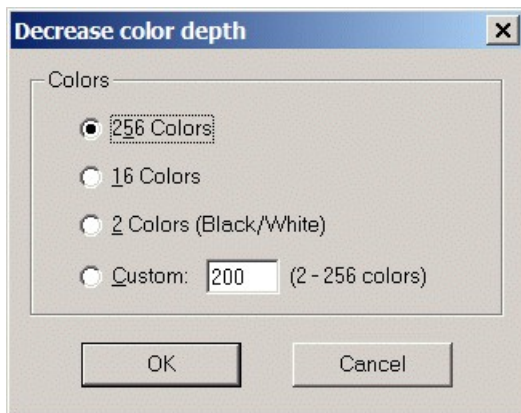 Decrease color depth
Colors
256 Colors
16 Colors
2 Colors (Black/White)
Custom: 200 (2 - 256 colors)
OK Cancel